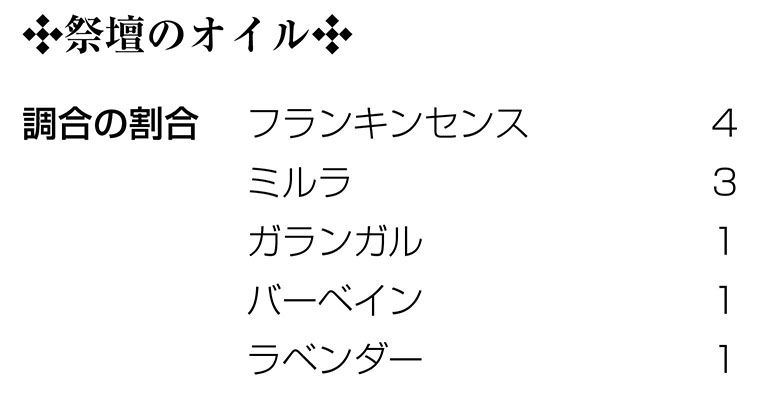 ❖祭壇のオイル❖
調合の割合 フランキンセンス 4
ミルラ 3
ガランガル 1
バーベイン 1
ラベンダー 1